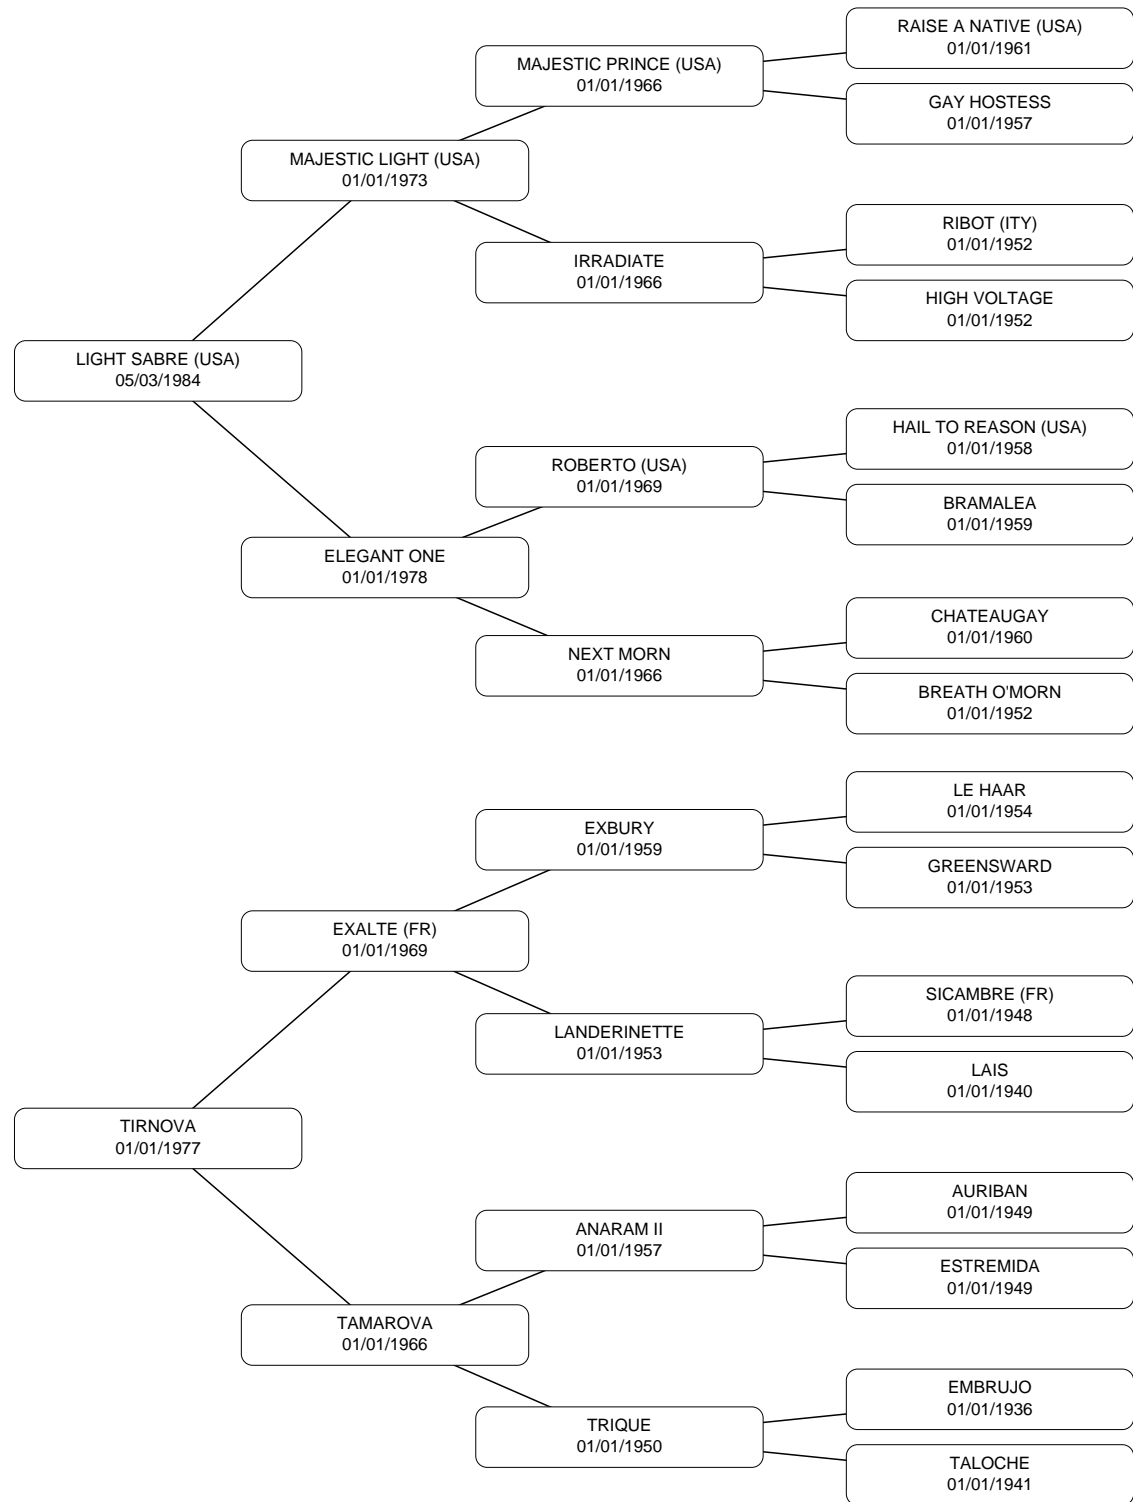 RAISE A NATIVE (USA)
01/01/1961
MAJESTIC PRINCE (USA)
01/01/1966
GAY HOSTESS
01/01/1957
MAJESTIC LIGHT (USA)
01/01/1973
RIBOT (ITY)
01/01/1952
IRRADIATE
01/01/1966
HIGH VOLTAGE
01/01/1952
LIGHT SABRE (USA)
05/03/1984
HAIL TO REASON (USA)
01/01/1958
ROBERTO (USA)
01/01/1969
BRAMALEA
01/01/1959
ELEGANT ONE
01/01/1978
CHATEAUGAY
01/01/1960
NEXT MORN
01/01/1966
BREATH O'MORN
01/01/1952
LE HAAR
01/01/1954
EXBURY
01/01/1959
GREENSWARD
01/01/1953
EXALTE (FR)
01/01/1969
SICAMBRE (FR)
01/01/1948
LANDERINETTE
01/01/1953
LAIS
01/01/1940
TIRNOVA
01/01/1977
AURIBAN
01/01/1949
ANARAM II
01/01/1957
ESTREMIDA
01/01/1949
TAMAROVA
01/01/1966
EMBRUJO
01/01/1936
TRIQUE
01/01/1950
TALOCHE
01/01/1941